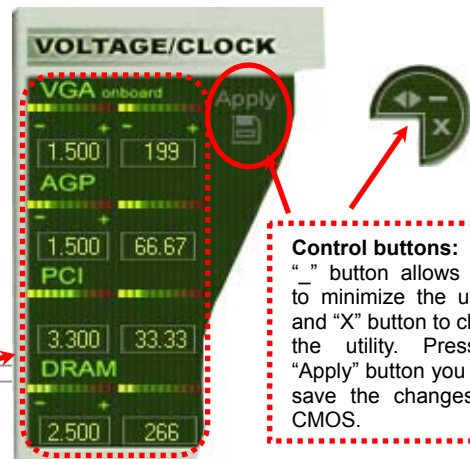 VOLTAGE/CLOCK
VGA onboard
- + - +
1.500 199
AGP
- +
1.500 66.67
PCI
3.300 33.33
DRAM
- +
2.500 266
Apply
X
Control buttons:
“_” button allows
to minimize the
and “X” button to
the utility. Press
“Apply” button you
save the changes
CMOS.